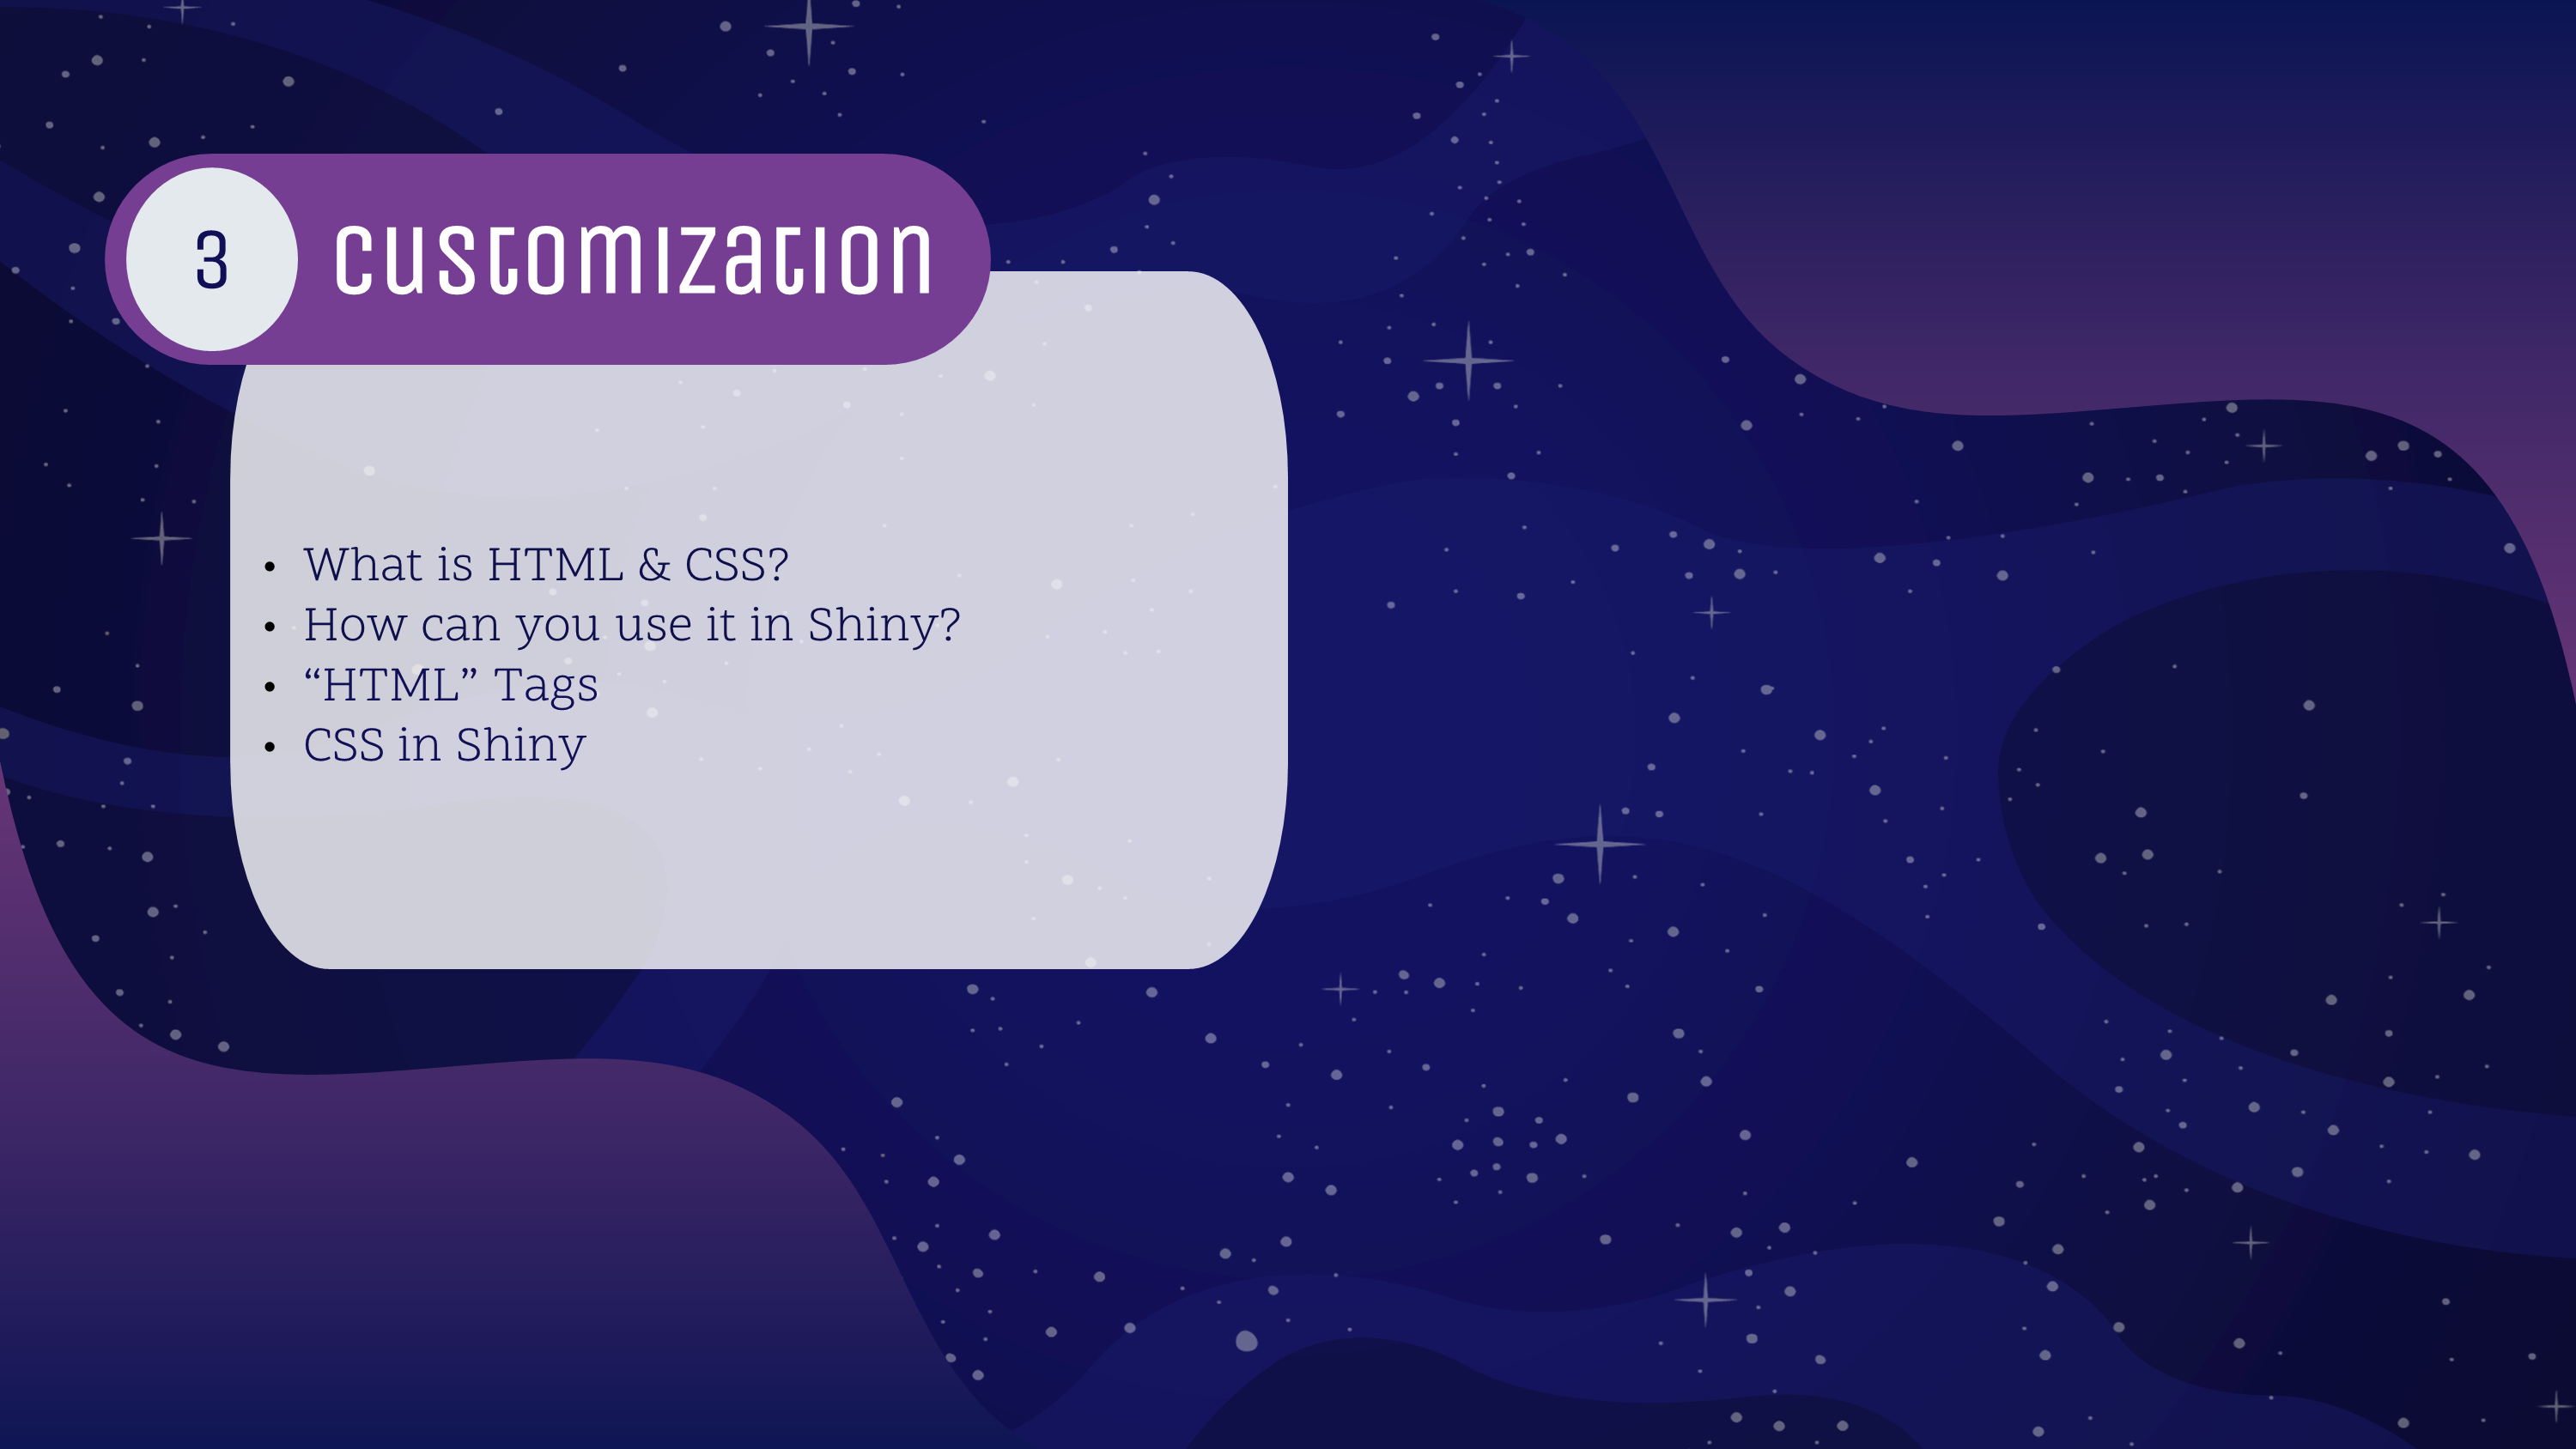 3 customization
• What is HTML & CSS?
• How can you use it in Shiny?
• “HTML” Tags
• CSS in Shiny